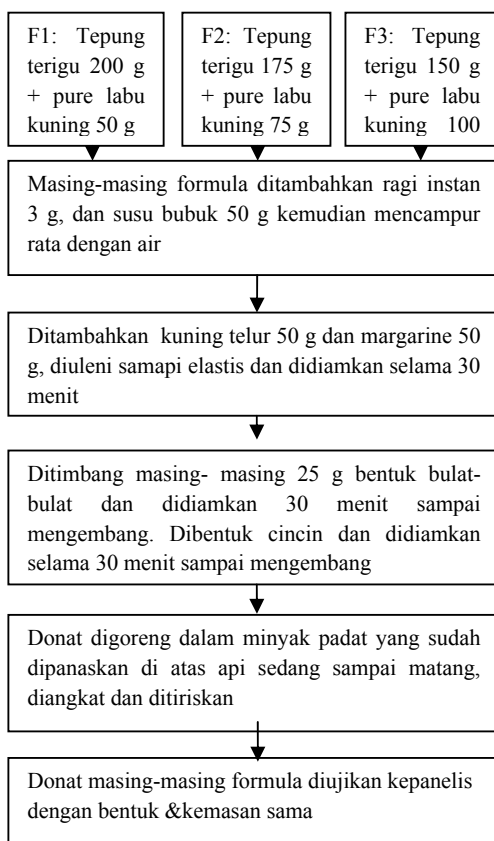 F1: Tepung
terigu 200 g
+ pure labu
kuning 50 g
F2: Tepung
terigu 175 g
+ pure labu
kuning 75 g
F3: Tepung
terigu 150 g
+ pure labu
kuning 100
Masing-masing formula ditambahkan ragi instan
3 g, dan susu bubuk 50 g kemudian mencampur
rata dengan air
Ditambahkan kuning telur 50 g dan margarine 50
g, diuleni samapi elastis dan didiamkan selama 30
menit
Ditimbang masing- masing 25 g bentuk bulat-
bulat dan didiamkan 30 menit sampai
mengembang. Dibentuk cincin dan didiamkan
selama 30 menit sampai mengembang
Donat digoreng dalam minyak padat yang sudah
dipanaskan di atas api sedang sampai matang,
diangkat dan ditiriskan
Donat masing-masing formula diujikan kepanelis
dengan bentuk &kemasan sama